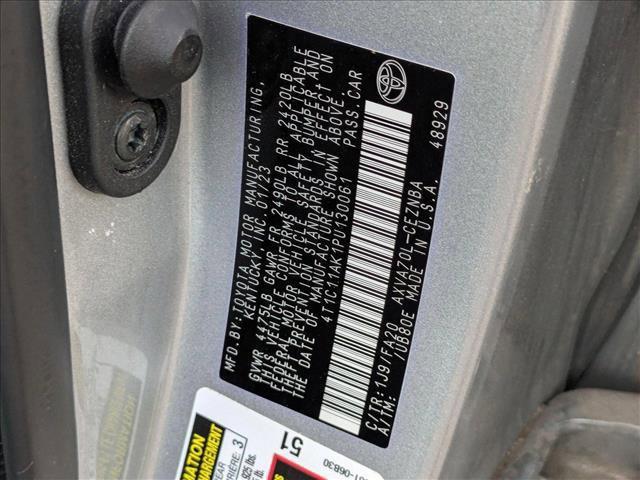 MFD. BY: TOYOTA MOTOR MANUFACTURING,
KENTUCKY, INC. 01/23
GVWR 4475LB GAWR FR 2490LB RR 2420LB
THIS VEHICLE CONFORMS TO ALL APPLICABLE
FEDERAL MOTOR VEHICLE SAFETY, BUMPER, AND
THEFT PREVENTION STANDARDS IN EFFECT ON
THE DATE OF MANUFACTURE SHOWN ABOVE.
4T1C11AK1PU130061 PASS.CAR
C/TR:1J9/FA20 AXVA70L-CEZNBA
A/TM: /UB80E MADE IN U.S.A.
48929
51
3